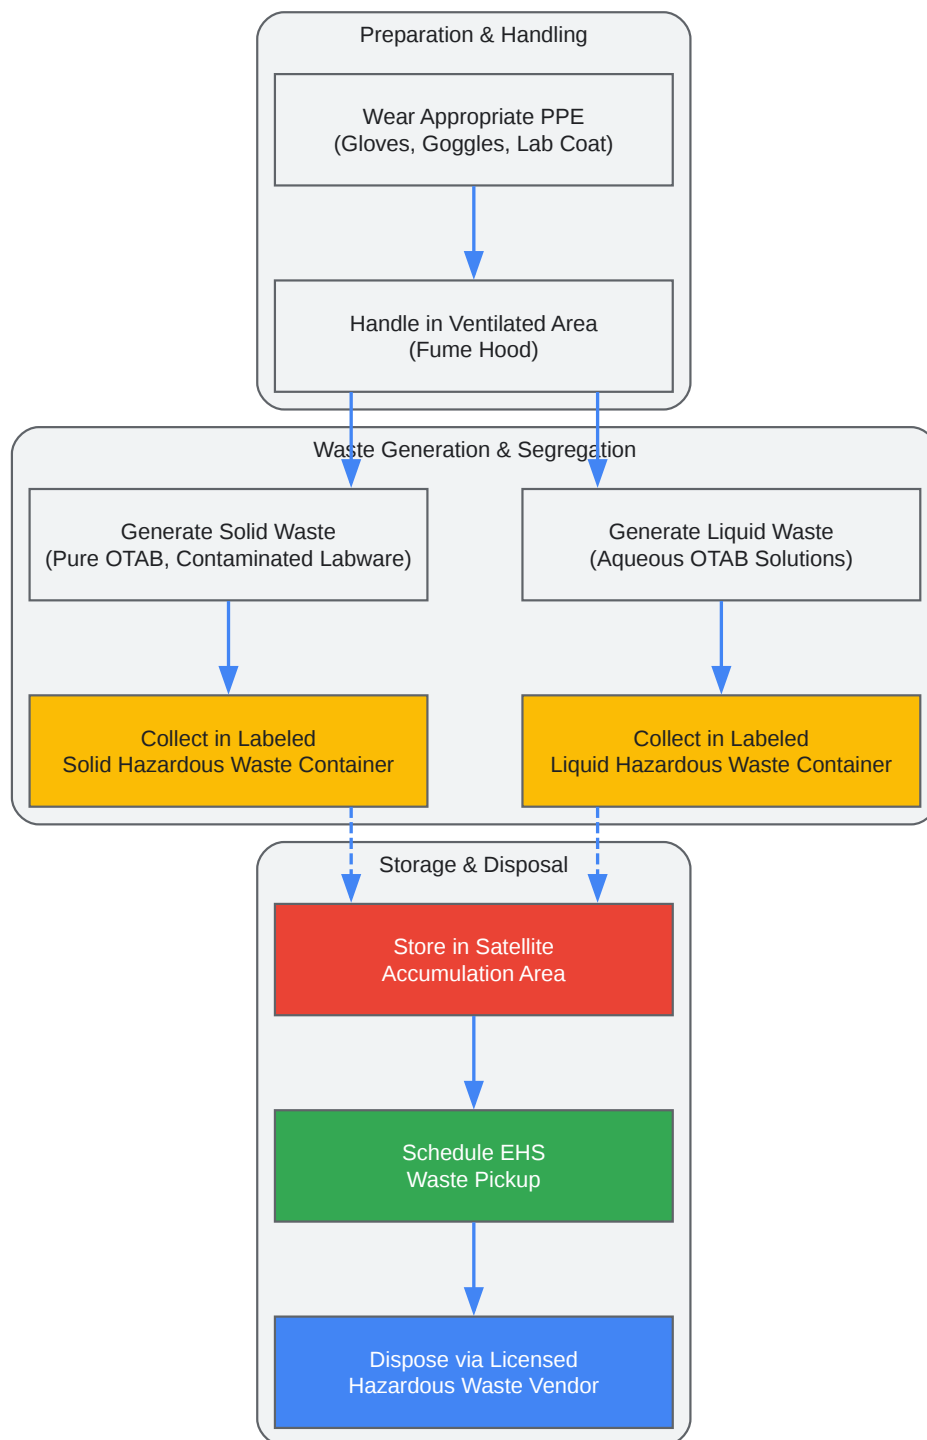 Preparation & Handling
Wear Appropriate PPE
(Gloves, Goggles, Lab Coat)
Handle in Ventilated Area
(Fume Hood)
Waste Generation & Segregation
Generate Solid Waste
(Pure OTAB, Contaminated Labware)
Generate Liquid Waste
(Aqueous OTAB Solutions)
Collect in Labeled
Solid Hazardous Waste Container
Collect in Labeled
Liquid Hazardous Waste Container
Storage & Disposal
Store in Satellite
Accumulation Area
Schedule EHS
Waste Pickup
Dispose via Licensed
Hazardous Waste Vendor